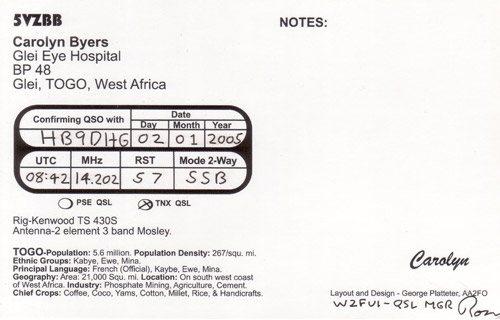 5VZBB
Carolyn Byers
Glei Eye Hospital
BP 48
Glei, TOGO, West Africa
NOTES:
Confirming QSO with
Date
Day Month Year
HB9DHG 02 01 2005
UTC MHz RST Mode 2-Way
08:42 14.202 57 SSB
PSE QSL TNX QSL
Rig-Kenwood TS 430S
Antenna-2 element 3 band Mosley.
TOGO-Population: 5.6 million. Population Density: 267/squ. mi.
Ethnic Groups: Kabye, Ewe, Mina.
Principal Language: French (Official), Kaybe, Ewe, Mina.
Geography: Area: 21,000 Squ. mi. Location: On south west coast
of West Africa. Industry: Phosphate Mining, Agriculture, Cement.
Chief Crops: Coffee, Coco, Yams, Cotton, Millet, Rice, & Handicrafts.
Carolyn
Layout and Design - George Platteter, AA2FO
W2FUI-QSL MGR